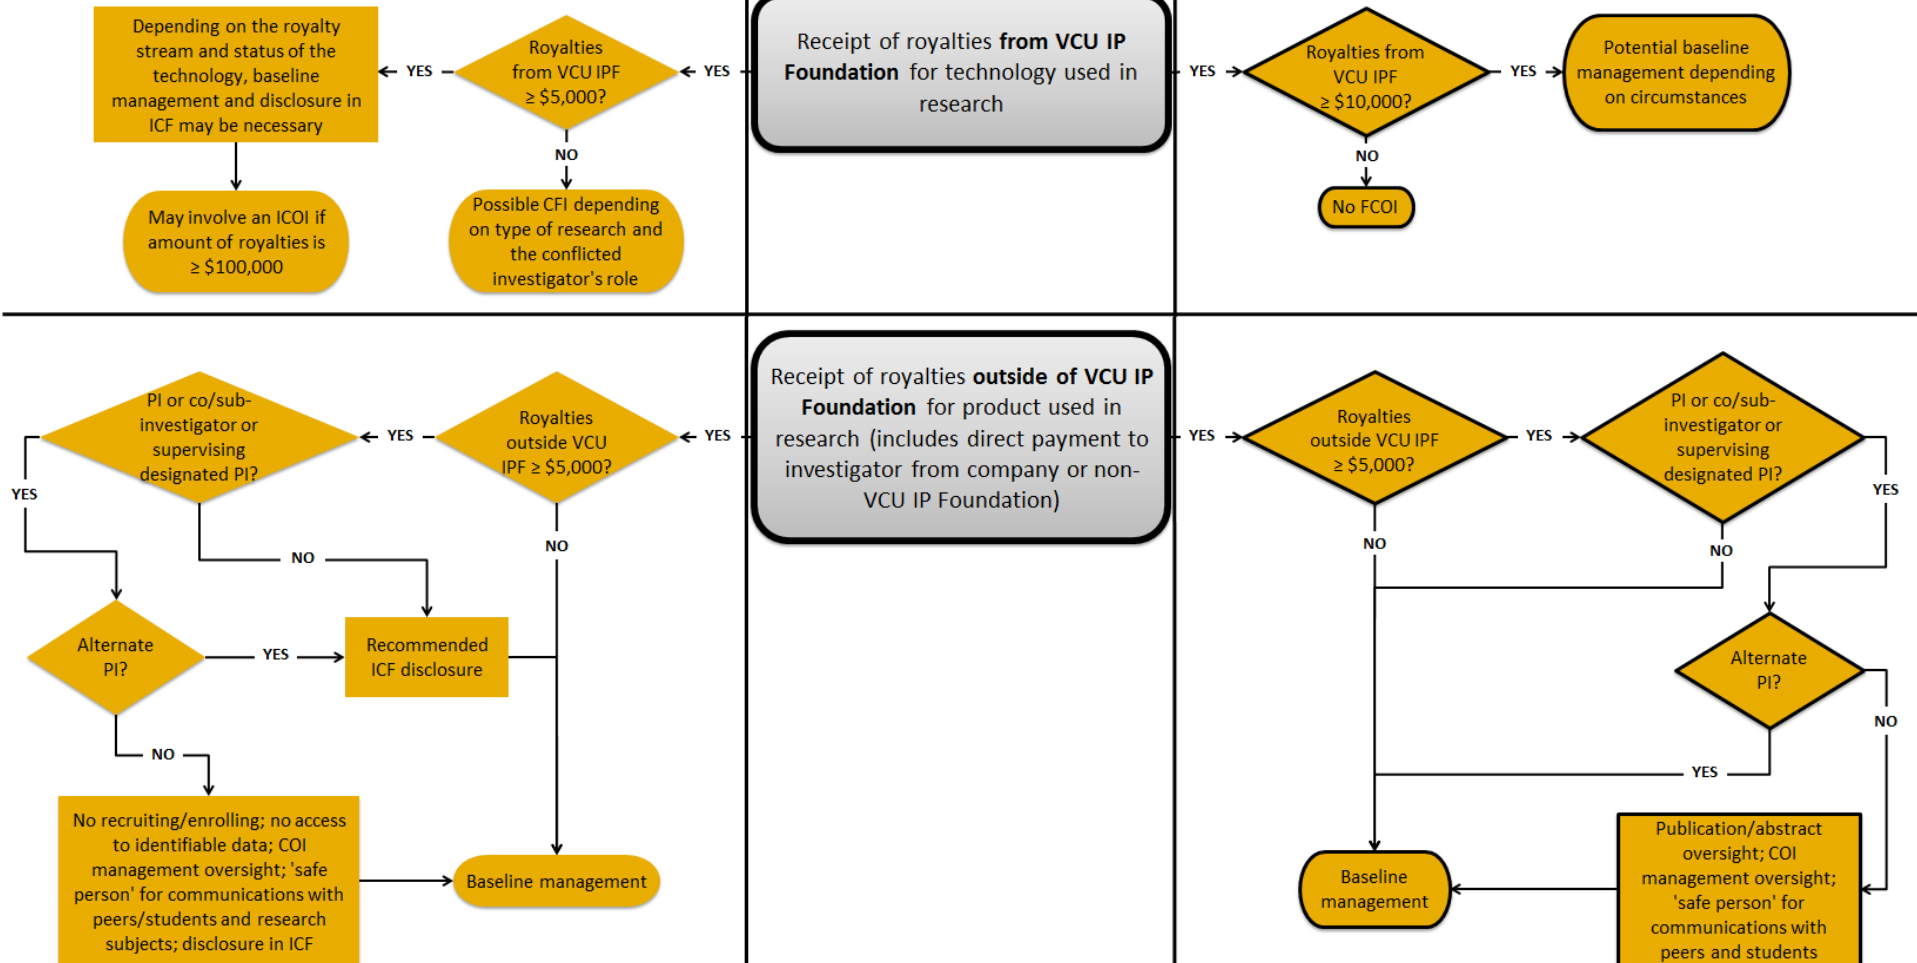 Depending on the royalty
stream and status of the
technology, baseline
management and disclosure in
ICF may be necessary
YES
Royalties
from VCU IPF
≥ $5,000?
YES
Receipt of royalties from VCU IP
Foundation for technology used in
research
YES
Royalties from
VCU IPF
≥ $10,000?
YES
Potential baseline
management depending
on circumstances
NO
NO
May involve an ICOI if
amount of royalties is
≥ $100,000
Possible CFI depending
on type of research and
the conflicted
investigator's role
No FCOI
PI or co/sub-
investigator or
supervising
designated PI?
YES
Royalties
outside VCU
IPF ≥ $5,000?
YES
Receipt of royalties outside of VCU IP
Foundation for product used in
research (includes direct payment to
investigator from company or non-
VCU IP Foundation)
YES
Royalties
outside VCU IPF
≥ $5,000?
YES
PI or co/sub-
investigator or
supervising
designated PI?
YES
YES
NO
NO
NO
NO
Alternate
PI?
YES
Recommended
ICF disclosure
Alternate
PI?
NO
NO
YES
No recruiting/enrolling; no access
to identifiable data; COI
management oversight; 'safe
person' for communications with
peers/students and research
subjects; disclosure in ICF
Baseline management
Baseline
management
Publication/abstract
oversight; COI
management oversight;
'safe person' for
communications with
peers and students